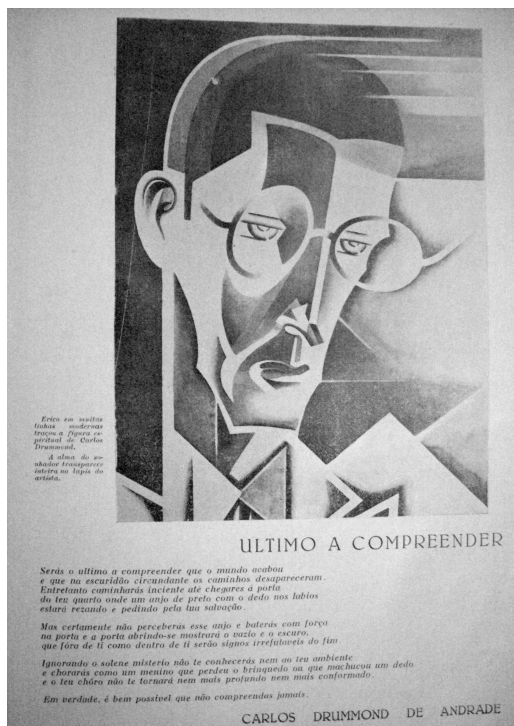 Erico em muitas
linhas modernas
traçou a figura es-
piritual de Carlos
Drummond.
A alma do so-
nhador transparece
inteira no lapis do
artista.
ULTIMO A COMPREENDER
Serás o ultimo a compreender que o mundo acabou
e que na escuridão circundante os caminhos desapareceram.
Entretanto caminharás inciente até chegares á porta
do teu quarto onde um anjo de preto com o dedo nos labios
estará rezando e pedindo pela tua salvação.
Mas certamente não perceberás esse anjo e baterás com força
na porta e a porta abrindo-se mostrará o vazio e o escuro,
que fóra de ti como dentro de ti serão signos irrefutaveis do fim
Ignorando o solene misterio não te conhecerás nem ao teu ambiente
e chorarás como um menino que perdeu o brinquedo ou que machucou um dedo
e o teu chôro não te tornará nem mais profundo nem mais conformado.
Em verdade, é bem possivel que não compreendas jamais.
CARLOS DRUMMOND DE ANDRADE